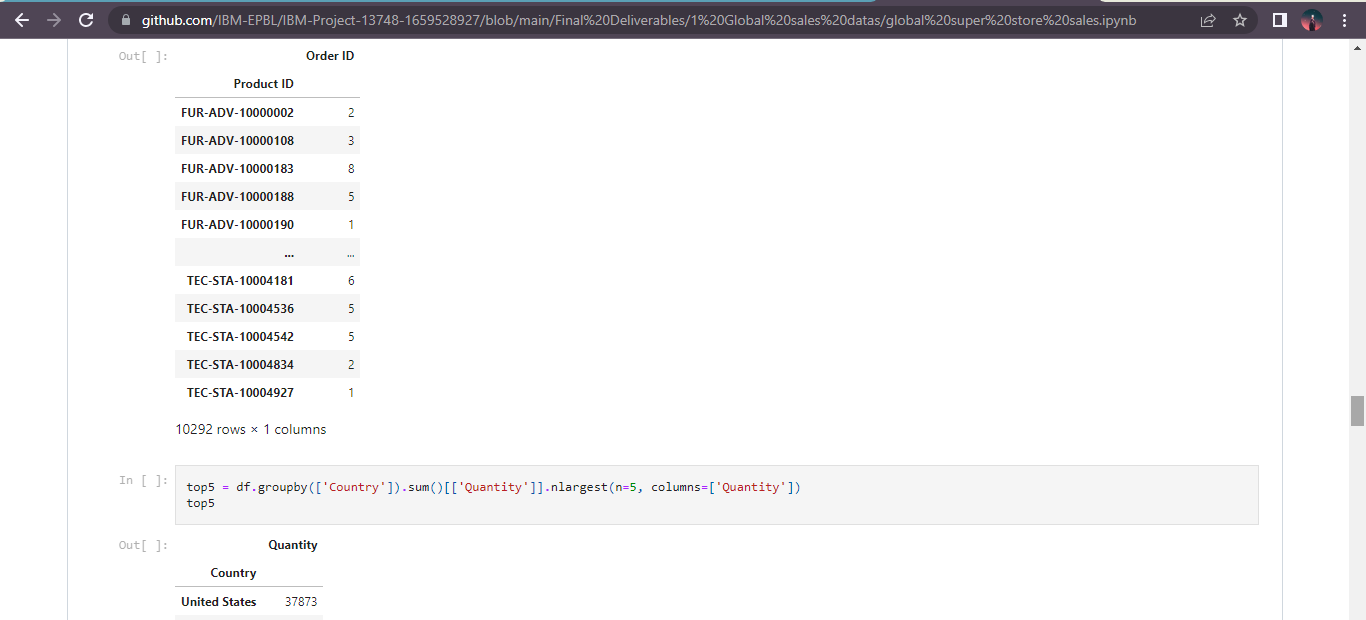 github.com/IBM-EPBL/IBM-Project-13748-1659528927/blob/main/Final%20Deliverables/1%20Global%20sales%20datas/global%20super%20store%20sales.ipynb
Out[ ]: Order ID
Product ID
FUR-ADV-10000002 2
FUR-ADV-10000108 3
FUR-ADV-10000183 8
FUR-ADV-10000188 5
FUR-ADV-10000190 1
... ...
TEC-STA-10004181 6
TEC-STA-10004536 5
TEC-STA-10004542 5
TEC-STA-10004834 2
TEC-STA-10004927 1
10292 rows × 1 columns
In [ ]: top5 = df.groupby(['Country']).sum()[['Quantity']].nlargest(n=5, columns=['Quantity'])
top5
Out[ ]: Quantity
Country
United States 37873